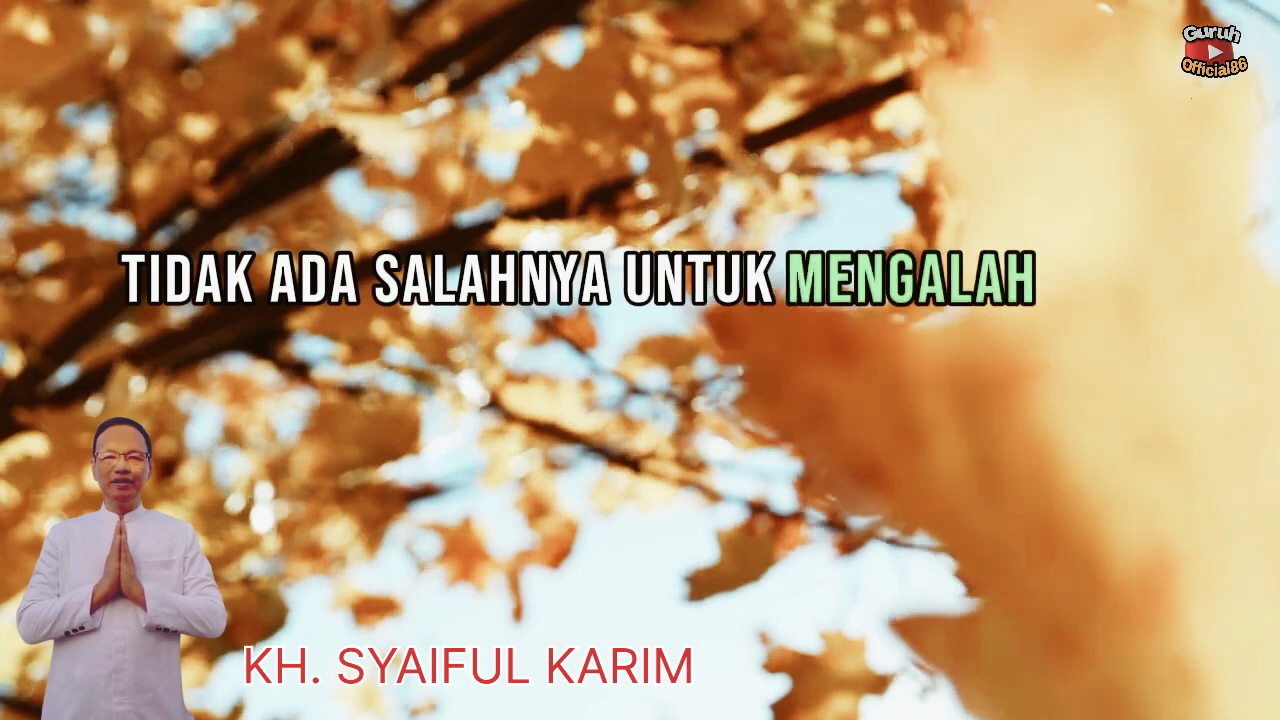 Guruh
Official86
TIDAK ADA SALAHNYA UNTUK MENGALAH
KH. SYAIFUL KARIM